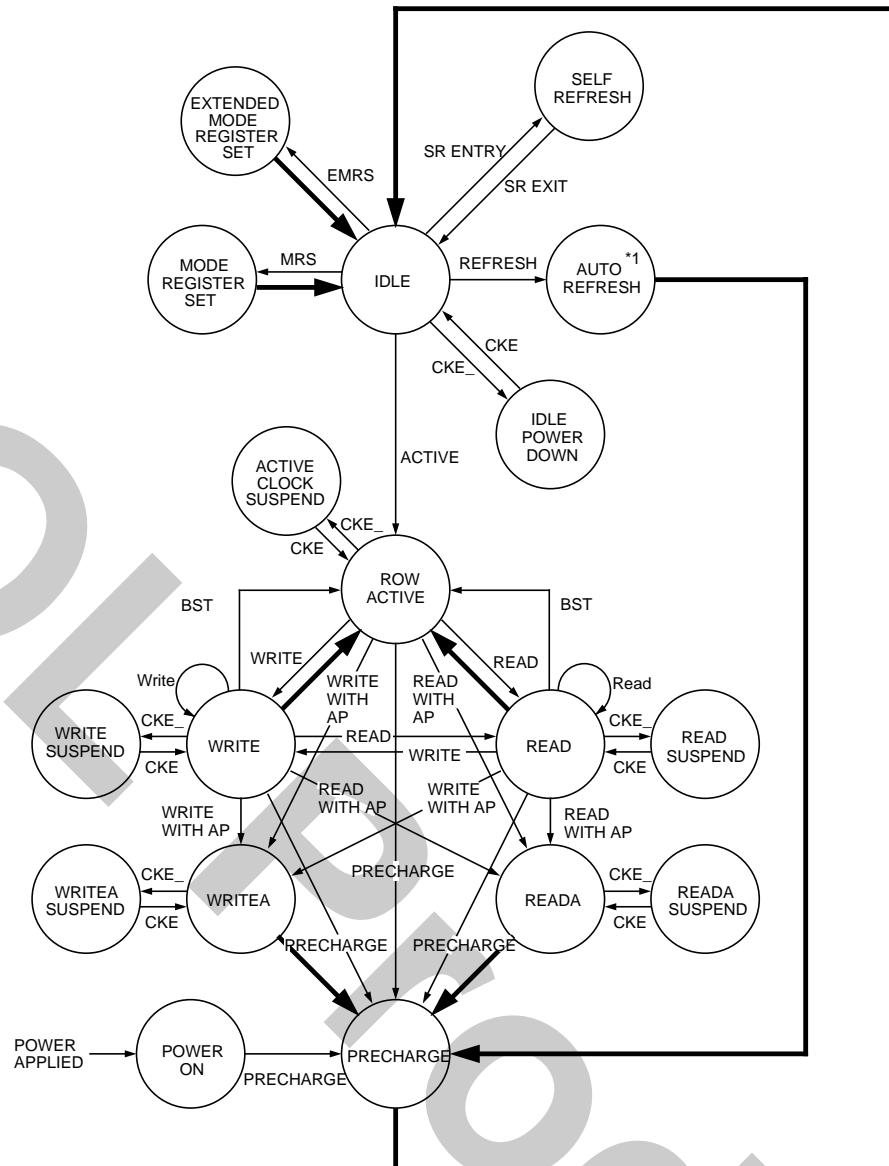 SELF
REFRESH
EXTENDED
MODE
REGISTER
SET
SR ENTRY
EMRS
SR EXIT
MRS
MODE
REGISTER
SET
IDLE
REFRESH
AUTO *1
REFRESH
CKE
CKE_
IDLE
POWER
DOWN
ACTIVE
ACTIVE
CLOCK
SUSPEND
CKE_
CKE
ROW
ACTIVE
BST
BST
WRITE
READ
Write
WRITE
WITH
AP
READ
WITH
AP
Read
WRITE
SUSPEND
CKE_
CKE
WRITE
READ
WRITE
READ
CKE_
CKE
READ
SUSPEND
WRITE
WITH AP
READ
WITH AP
WRITE
WITH AP
READ
WITH AP
PRECHARGE
WRITEA
SUSPEND
CKE_
CKE
WRITEA
READA
CKE_
CKE
READA
SUSPEND
PRECHARGE
PRECHARGE
POWER
APPLIED
POWER
ON
PRECHARGE
PRECHARGE